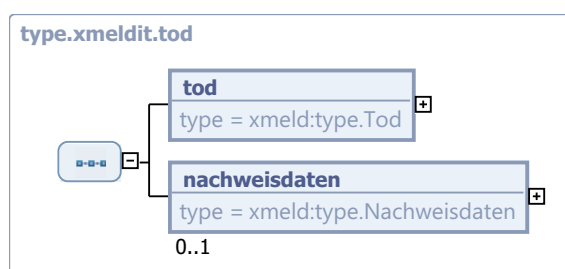 type.xmeldit.tod
tod
type = xmeld:type.Tod
nachweisdaten
type = xmeld:type.Nachweisdaten
0..1